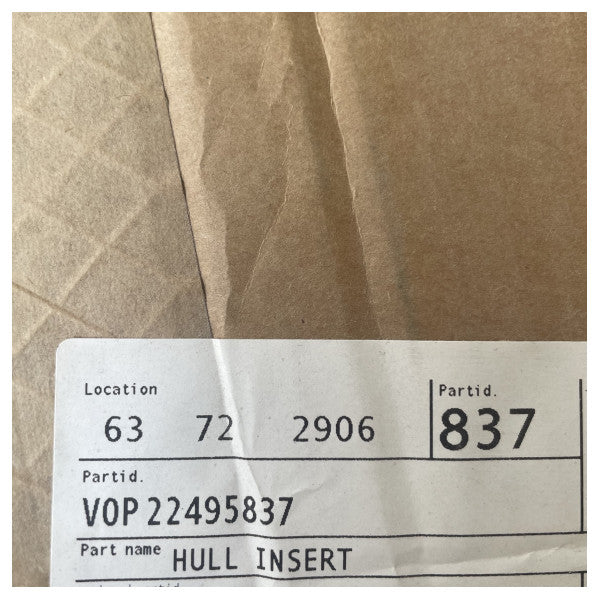 Location Partid.
63 72 2906 837
Partid.
VOP 22495837
Part name HULL INSERT